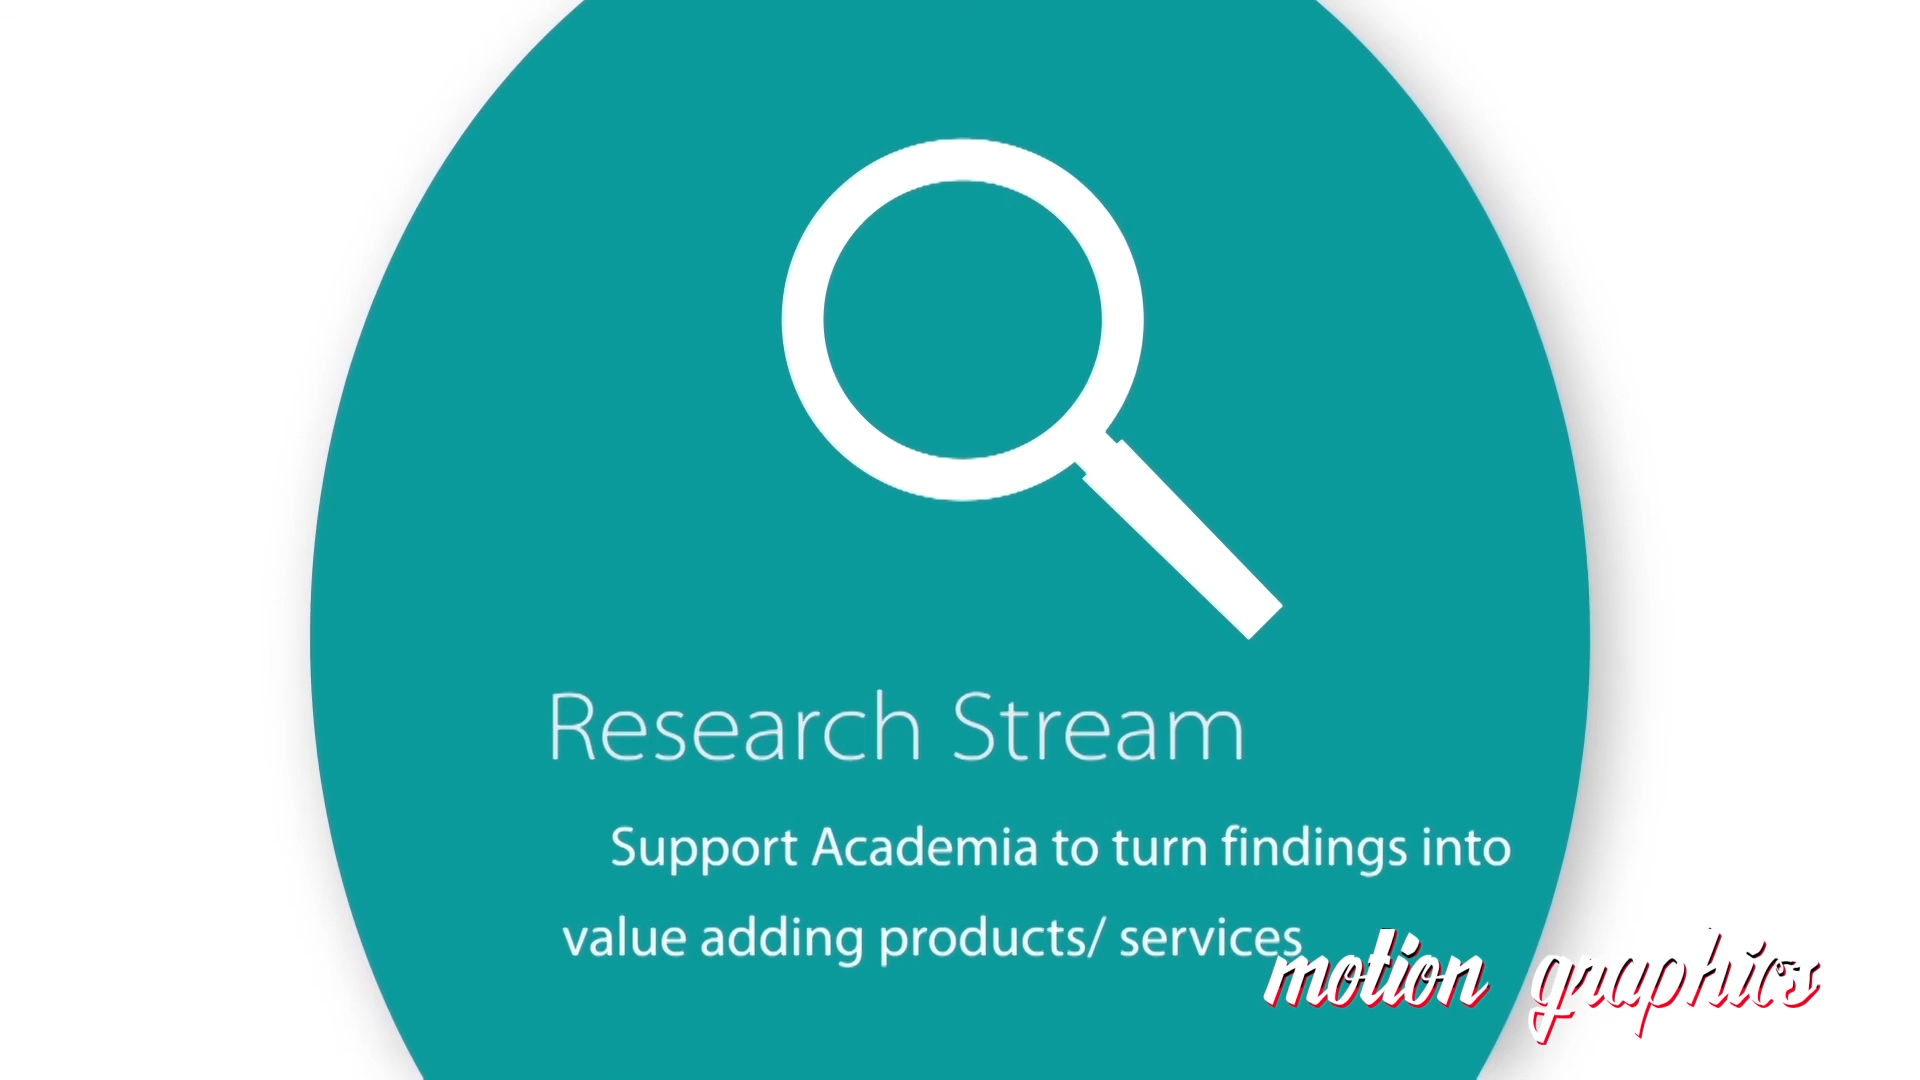 Research Stream
Support Academia to turn findings into
value adding products/ services
motion graphics